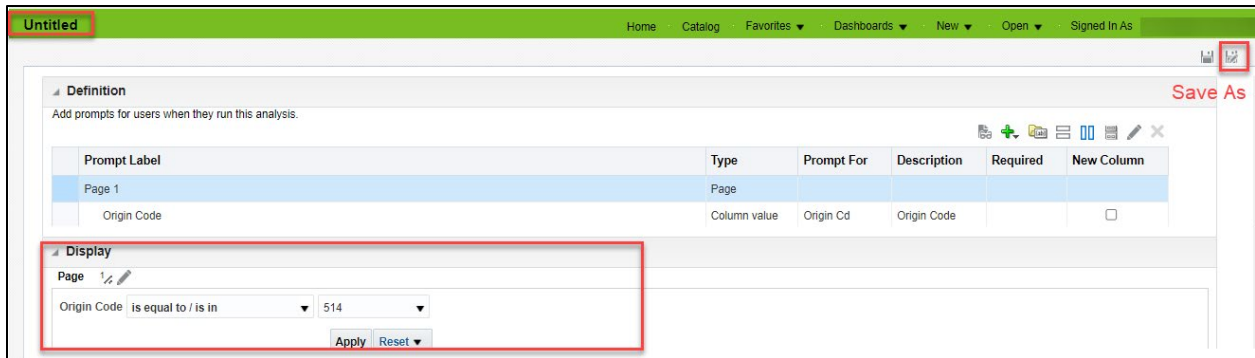 Untitled
Home Catalog Favorites Dashboards New Open Signed In As
Save As
Definition
Add prompts for users when they run this analysis.
Prompt Label Type Prompt For Description Required New Column
Page 1 Page
Origin Code Column value Origin Cd Origin Code
Display
Page
Origin Code is equal to / is in 514
Apply Reset